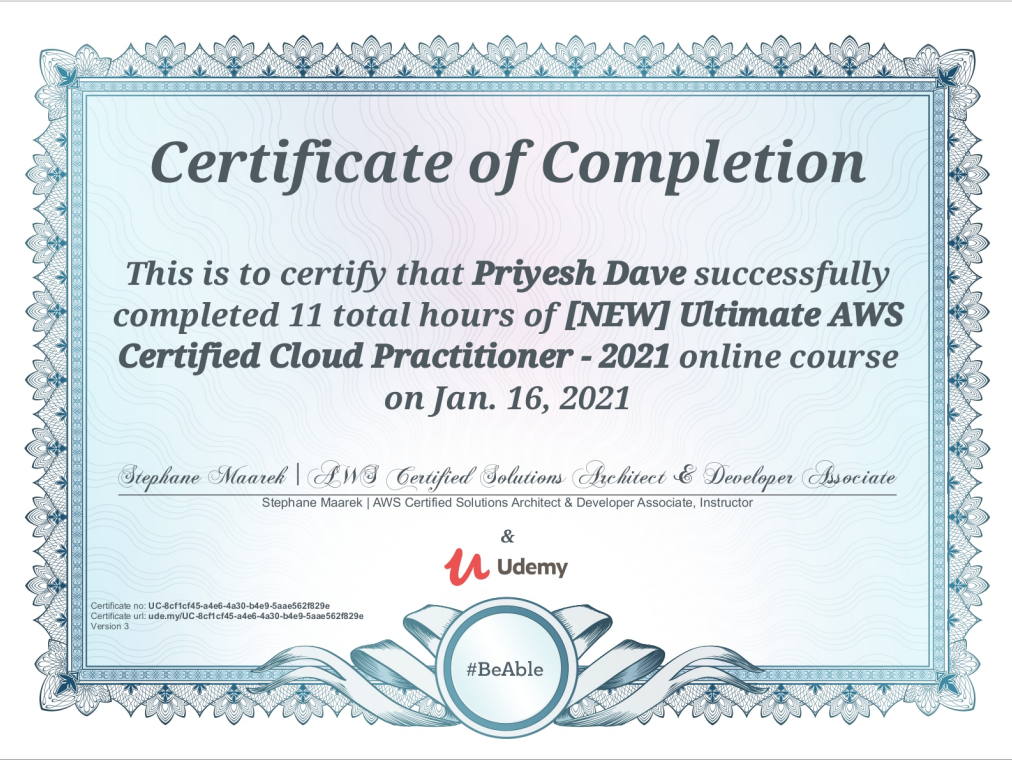 Certificate of Completion
This is to certify that Priyesh Dave successfully
completed 11 total hours of [NEW] Ultimate AWS
Certified Cloud Practitioner - 2021 online course
on Jan. 16, 2021
Stephane Maarek | AWS Certified Solutions Architect & Developer Associate
Stephane Maarek | AWS Certified Solutions Architect & Developer Associate, Instructor
&
Udemy
Certificate no: UC-8cf1cf45-a4e6-4a30-b4e9-5aae562f829e
Certificate url: ude.my/UC-8cf1cf45-a4e6-4a30-b4e9-5aae562f829e
Version 3
#BeAble